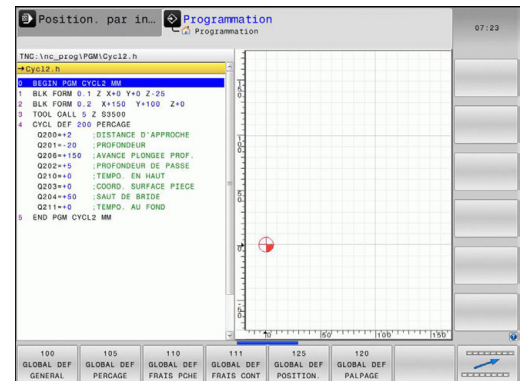 Position. par in… Programmation
Programmation
07:23
TNC:\nc_prog\PGM\Cycl2.h
→Cycl2.h
0 BEGIN PGM CYCL2 MM
1 BLK FORM 0.1 Z X+0 Y+0 Z-25
2 BLK FORM 0.2 X+150 Y+100 Z+0
3 TOOL CALL 5 Z S3500
4 CYCL DEF 200 PERCAGE
Q200=+2 ;DISTANCE D'APPROCHE
Q201=-20 ;PROFONDEUR
Q206=+150 ;AVANCE PLONGEE PROF.
Q202=+5 ;PROFONDEUR DE PASSE
Q210=+0 ;TEMPO. EN HAUT
Q203=+0 ;COORD. SURFACE PIECE
Q204=+50 ;SAUT DE BRIDE
Q211=+0 ;TEMPO. AU FOND
5 END PGM CYCL2 MM
0 50 100 150
100 105 110 111 125 120
GLOBAL DEF GLOBAL DEF GLOBAL DEF GLOBAL DEF GLOBAL DEF GLOBAL DEF
GENERAL PERCAGE FRAIS PCHE FRAIS CONT POSITION. PALPAGE